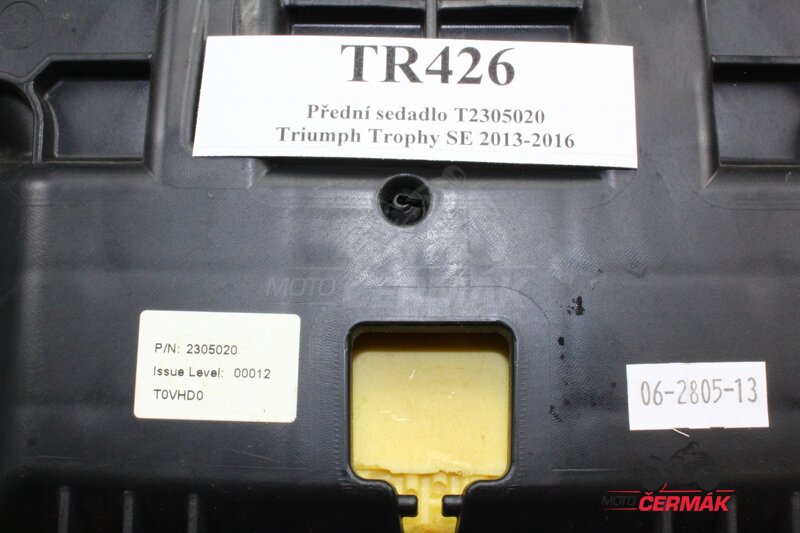 TR426
Přední sedadlo T2305020
Triumph Trophy SE 2013-2016
MOTO ČERMÁK
P/N: 2305020
Issue Level: 00012
T0VHD0
06-2805-13
MOTO ČERMÁK